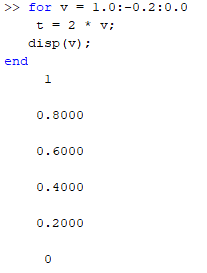 >> for v = 1.0:-0.2:0.0
t = 2 * v;
disp(v);
end
1
0.8000
0.6000
0.4000
0.2000
0